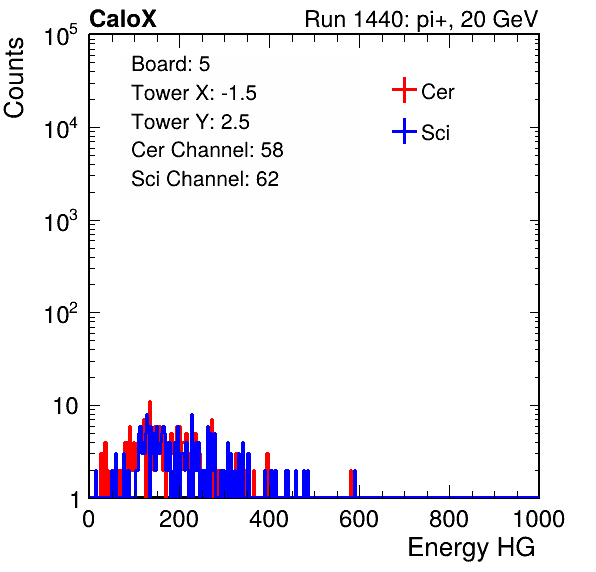 CaloX Run 1440: pi+, 20 GeV
Counts
Board: 5
Tower X: -1.5
Tower Y: 2.5
Cer Channel: 58
Sci Channel: 62
Cer
Sci
10^5
10^4
10^3
10^2
10
1
0 200 400 600 800 1000
Energy HG